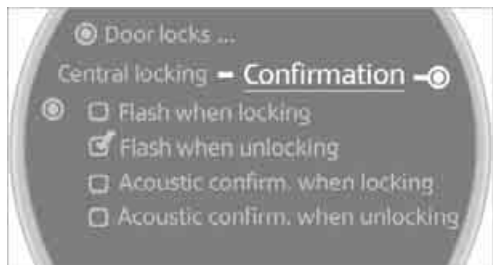 Door locks ...
Central locking Confirmation
Flash when locking
Flash when unlocking
Acoustic confirm. when locking
Acoustic confirm. when unlocking